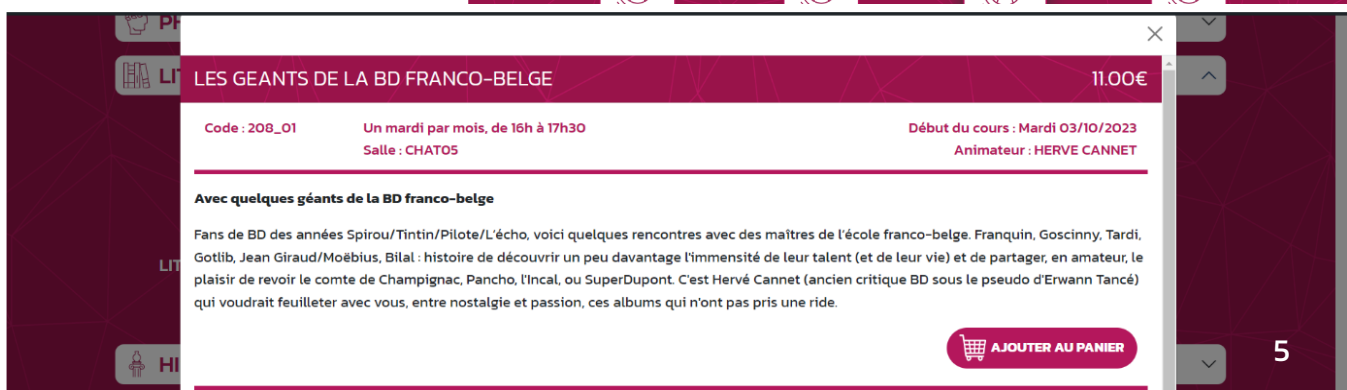 PH
LIT
LES GEANTS DE LA BD FRANCO-BELGE 11.00€
Code : 208_01 Un mardi par mois, de 16h à 17h30 Début du cours : Mardi 03/10/2023
Salle : CHAT05 Animateur : HERVE CANNET
Avec quelques géants de la BD franco-belge
Fans de BD des années Spirou/Tintin/Pilote/L'écho, voici quelques rencontres avec des maîtres de l'école franco-belge. Franquin, Goscinny, Tardi,
Gotlib, Jean Giraud/Moëbius, Bilal : histoire de découvrir un peu davantage l'immensité de leur talent (et de leur vie) et de partager, en amateur, le
LIT
plaisir de revoir le comte de Champignac, Pancho, l'Incal, ou SuperDupont. C'est Hervé Cannet (ancien critique BD sous le pseudo d'Erwann Tancé)
qui voudrait feuilleter avec vous, entre nostalgie et passion, ces albums qui n'ont pas pris une ride.
AJOUTER AU PANIER
HI
5